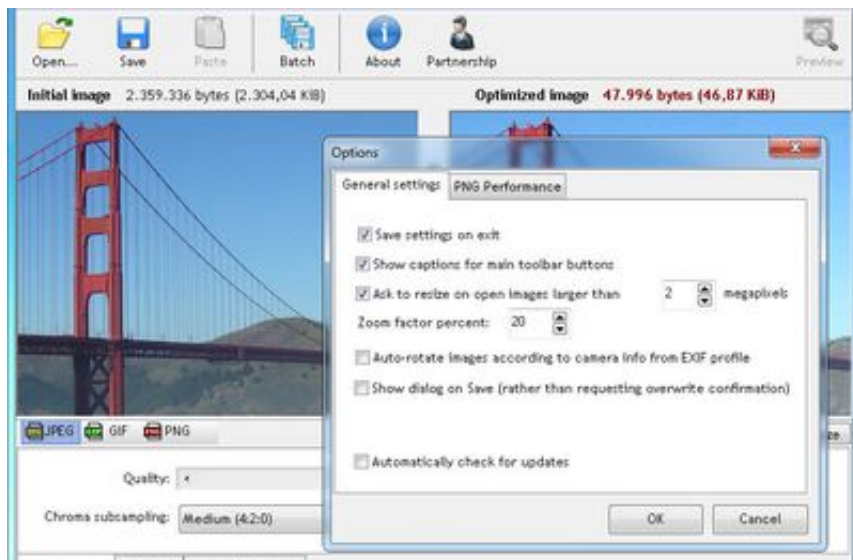 Open... Save Paste Batch About Partnership Preview
Initial image 2.359.336 bytes (2.304,04 KiB) Optimized image 47.996 bytes (46,87 KiB)
Options
General settings PNG Performance
Save settings on exit
Show captions for main toolbar buttons
Ask to resize on open images larger than 2 megapixels
Zoom factor percent: 20
Auto-rotate images according to camera info from EXIF profile
Show dialog on Save (rather than requesting overwrite confirmation)
JPEG GIF PNG
Automatically check for updates
Quality:
Chroma subcampling: Medium (4:2:0)
OK Cancel